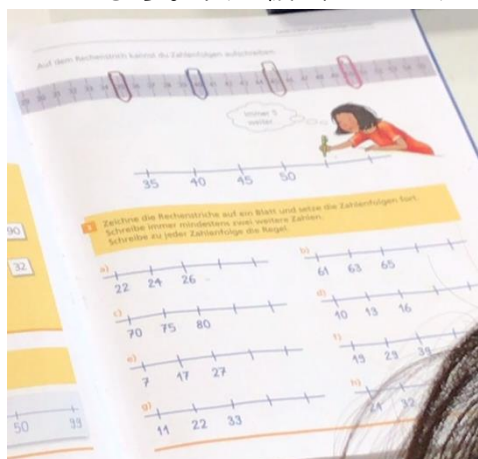 Auf dem Rechenstrich kannst du Zahlenfolgen aufschreiben.
Immer 5
weiter.
35 40 45 50
Zeichne die Rechenstriche auf ein Blatt und setze die Zahlenfolgen fort.
Schreibe immer mindestens zwei weitere Zahlen.
Schreibe zu jeder Zahlenfolge die Regel.
a)
22 24 26
b)
61 63 65
c)
70 75 80
d)
10 13 16
e)
7 17 27
f)
19 29 39
g)
11 22 33
h)
21 32
90
32
50